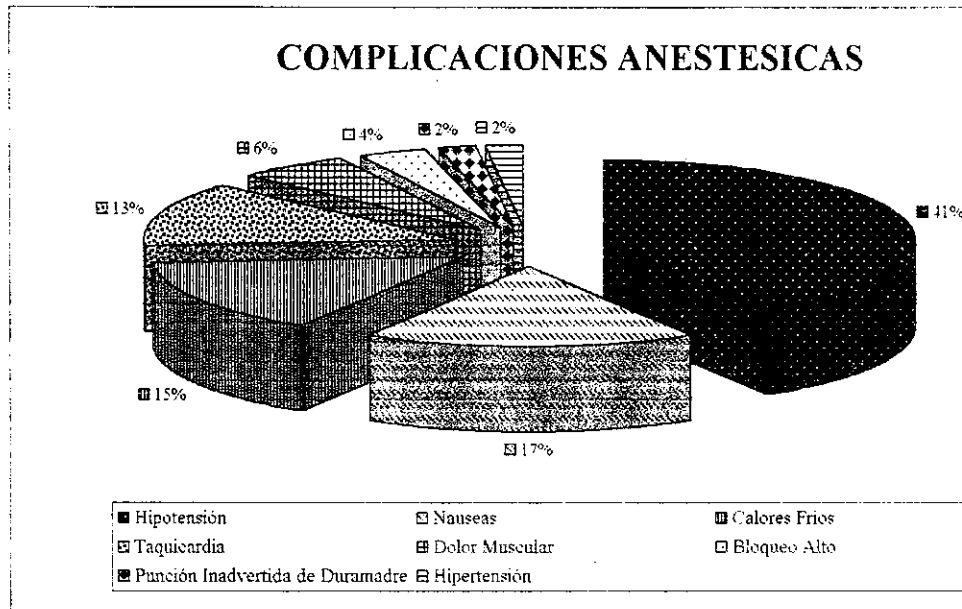 COMPLICACIONES ANESTESICAS
2%
2%
4%
6%
13%
41%
15%
17%
Hipotensión Nauseas Calores Frios
Taquicardia Dolor Muscular Bloqueo Alto
Punción Inadvertida de Duramadre Hipertensión